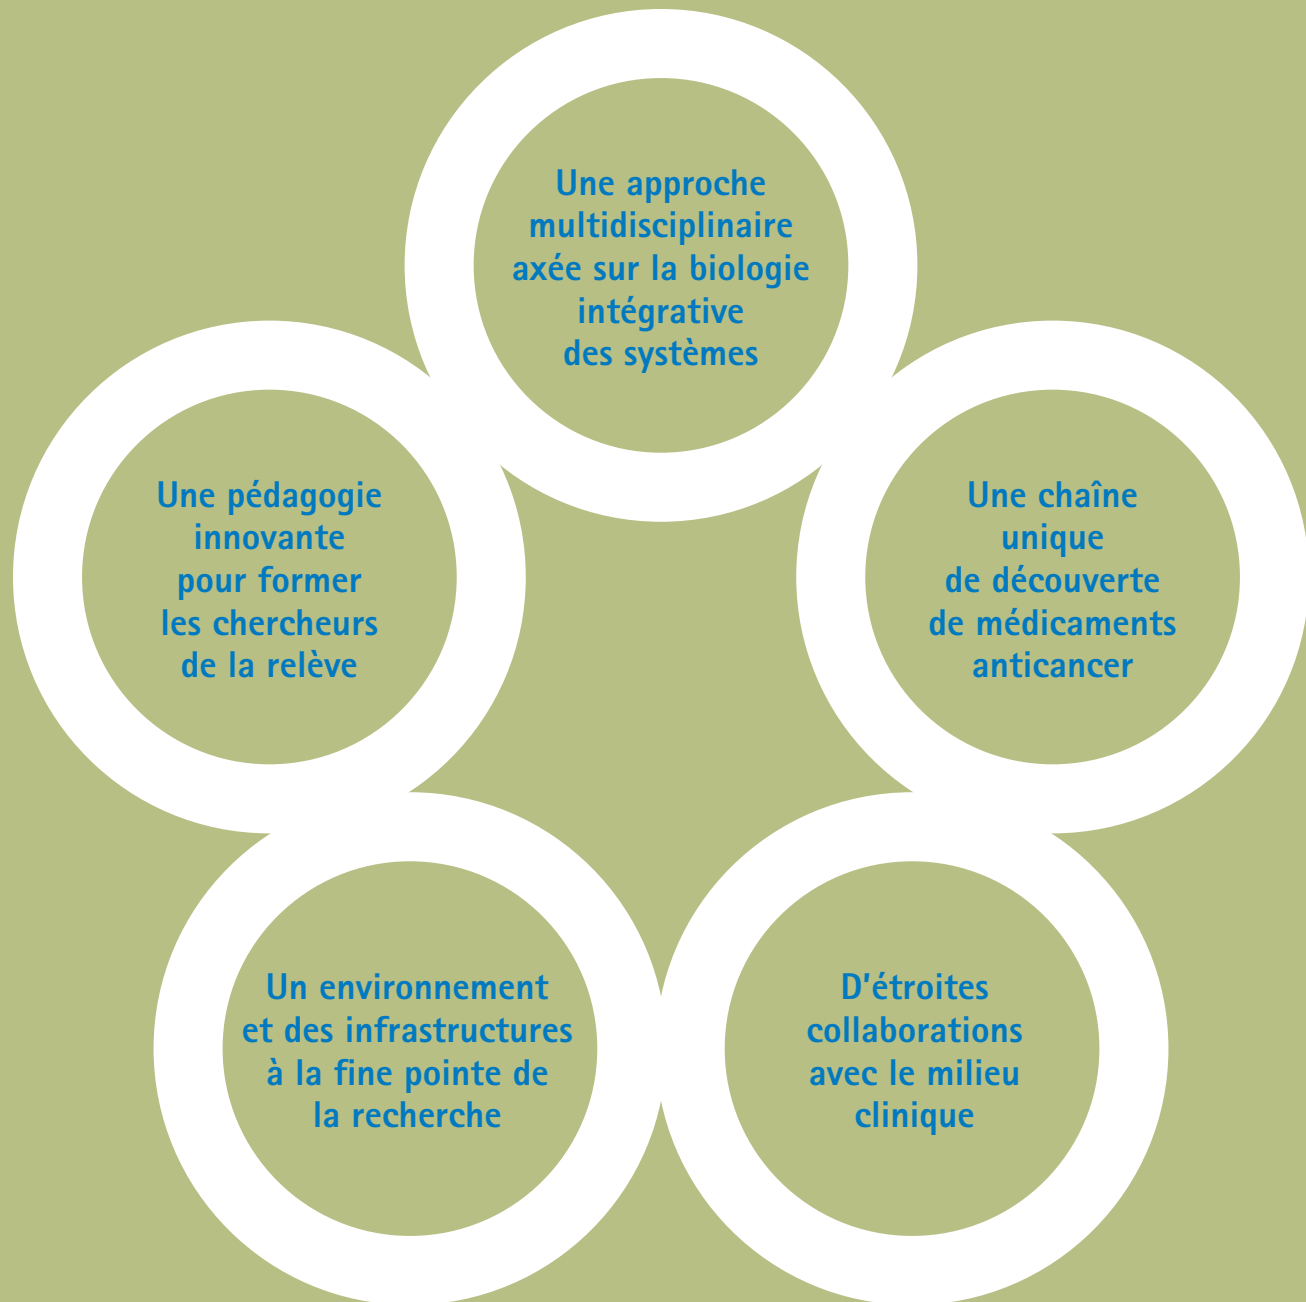 Une approche
multidisciplinaire
axée sur la biologie
intégrative
des systèmes
Une pédagogie
innovante
pour former
les chercheurs
de la relève
Une chaîne
unique
de découverte
de médicaments
anticancer
Un environnement
et des infrastructures
à la fine pointe de
la recherche
D'étroites
collaborations
avec le milieu
clinique